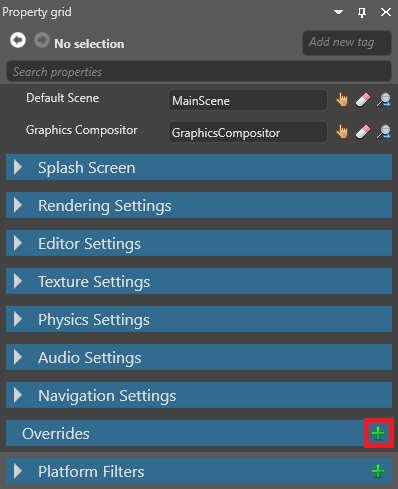 Property grid
No selection
Add new tag
Search properties
Default Scene MainScene
Graphics Compositor GraphicsCompositor
Splash Screen
Rendering Settings
Editor Settings
Texture Settings
Physics Settings
Audio Settings
Navigation Settings
Overrides
Platform Filters